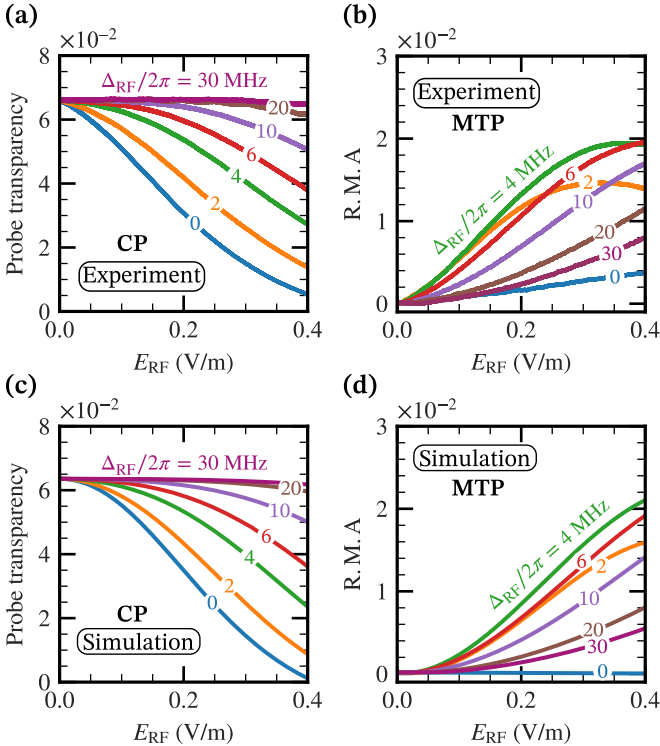 (a)
×10⁻²
Δ_RF/2π = 30 MHz
20
10
6
4
2
0
CP
Experiment
Probe transparency
8
6
4
2
0
0.0 0.2 0.4
E_RF (V/m)
(b)
×10⁻²
Experiment
MTP
Δ_RF/2π = 4 MHz
6
2
10
20
30
0
R. M. A
3
2
1
0
0.0 0.2 0.4
E_RF (V/m)
(c)
×10⁻²
Δ_RF/2π = 30 MHz
20
10
6
4
2
0
CP
Simulation
Probe transparency
8
6
4
2
0
0.0 0.2 0.4
E_RF (V/m)
(d)
×10⁻²
Simulation
MTP
Δ_RF/2π = 4 MHz
6
2
10
20
30
0
R. M. A
3
2
1
0
0.0 0.2 0.4
E_RF (V/m)